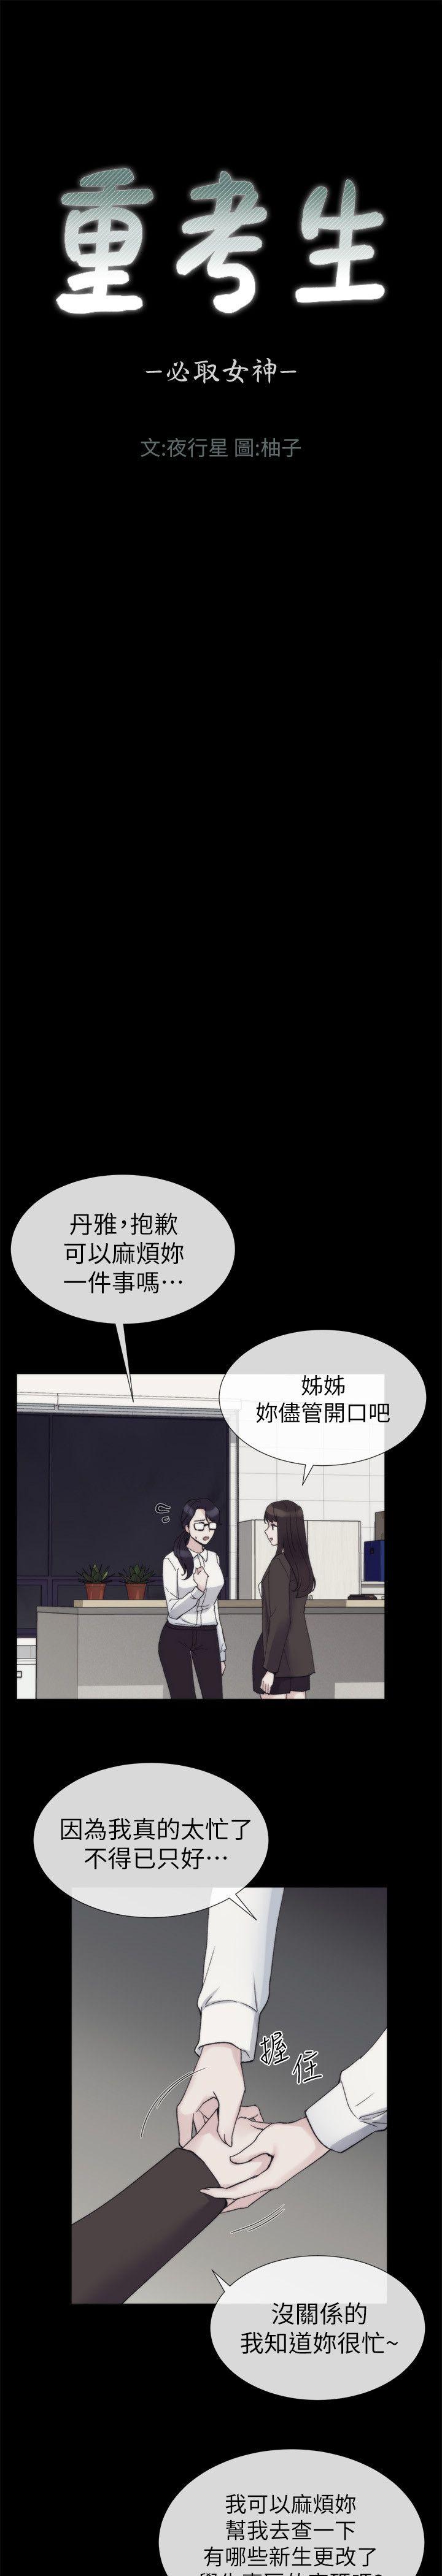 重考生
–必取女神–
文:夜行星 圖:柚子
丹雅，抱歉
可以麻煩妳
一件事嗎⋯
姊姊
妳儘管開口吧
因為我真的太忙了
不得已只好⋯
握住
沒關係的
我知道妳很忙~
我可以麻煩妳
幫我去查一下
有哪些新生更改了